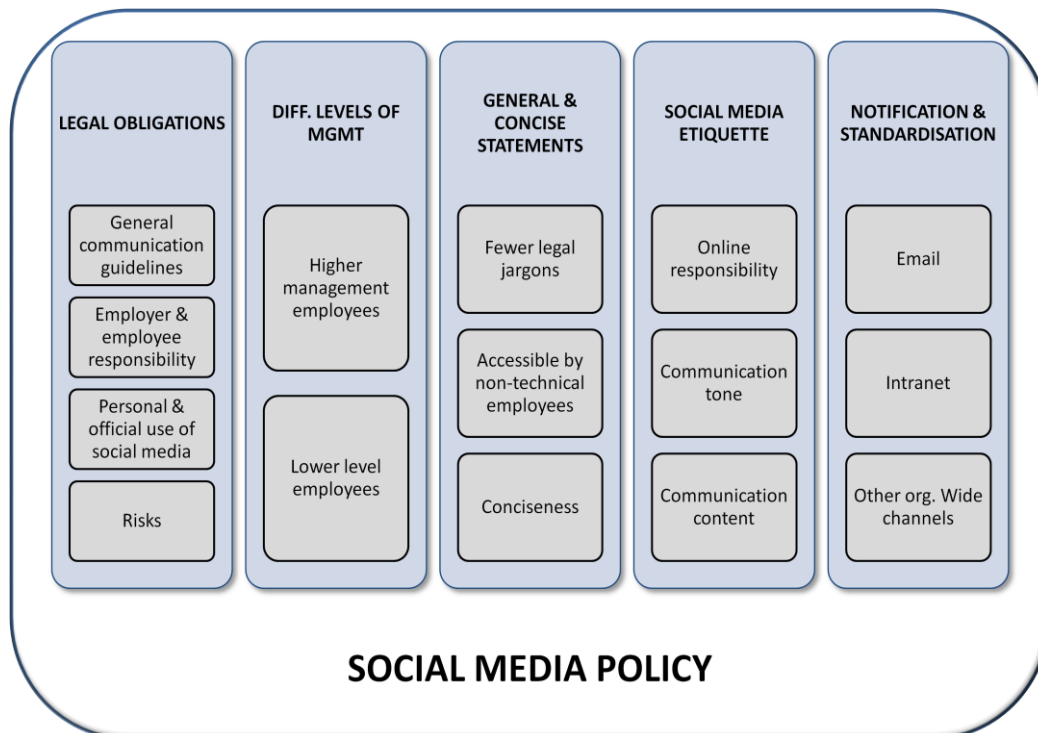 LEGAL OBLIGATIONS
General
communication
guidelines
Employer &
employee
responsibility
Personal &
official use of
social media
Risks
DIFF. LEVELS OF
MGMT
Higher
management
employees
Lower level
employees
GENERAL &
CONCISE
STATEMENTS
Fewer legal
jargons
Accessible by
non-technical
employees
Conciseness
SOCIAL MEDIA
ETIQUETTE
Online
responsibility
Communication
tone
Communication
content
NOTIFICATION &
STANDARDISATION
Email
Intranet
Other org. Wide
channels
SOCIAL MEDIA POLICY